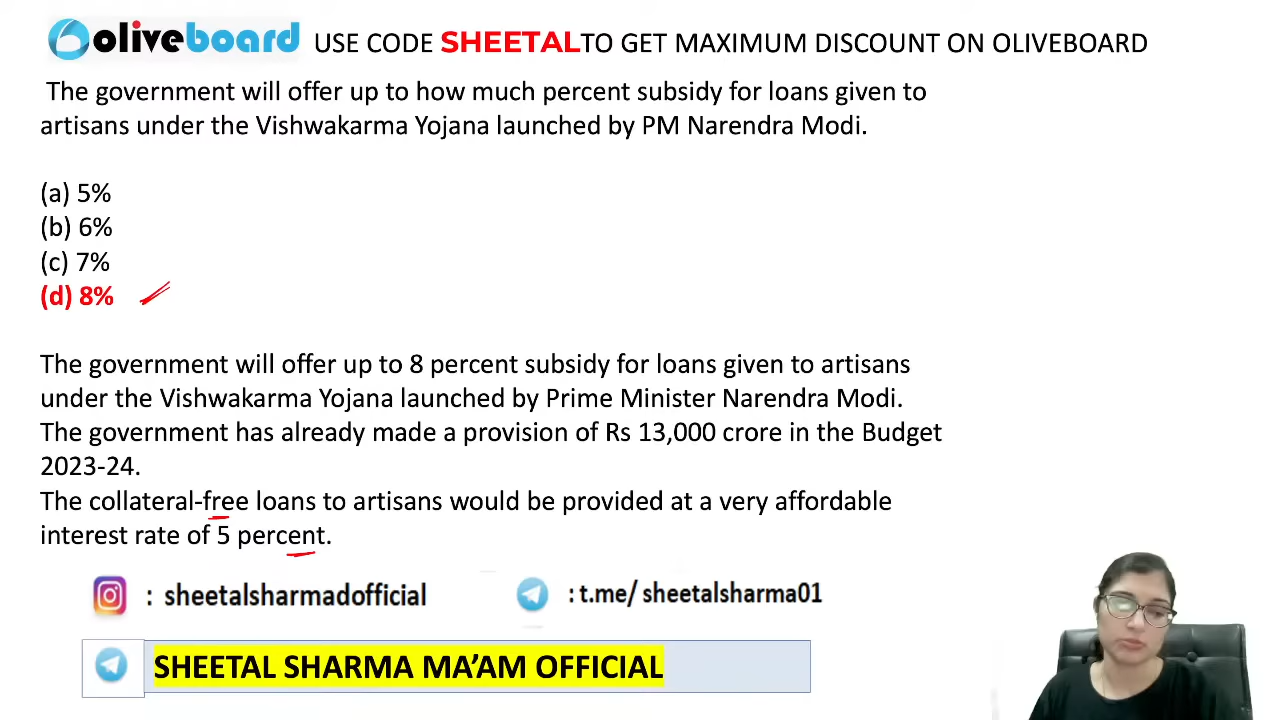 oliveboard USE CODE SHEETALTO GET MAXIMUM DISCOUNT ON OLIVEBOARD
The government will offer up to how much percent subsidy for loans given to
artisans under the Vishwakarma Yojana launched by PM Narendra Modi.
(a) 5%
(b) 6%
(c) 7%
(d) 8%
The government will offer up to 8 percent subsidy for loans given to artisans
under the Vishwakarma Yojana launched by Prime Minister Narendra Modi.
The government has already made a provision of Rs 13,000 crore in the Budget
2023-24.
The collateral-free loans to artisans would be provided at a very affordable
interest rate of 5 percent.
: sheetalsharmadofficial : t.me/ sheetalsharma01
SHEETAL SHARMA MA’AM OFFICIAL